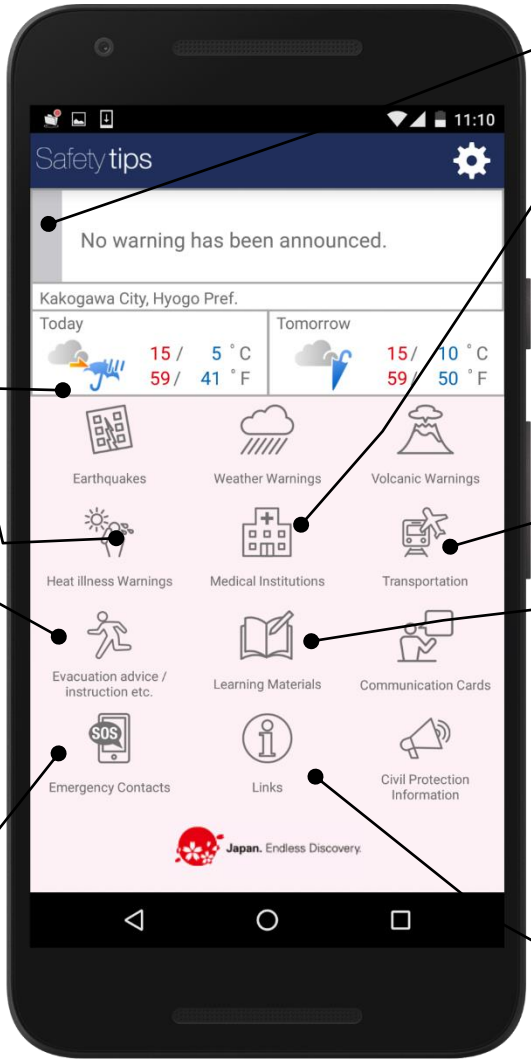 11:10
Safety tips
No warning has been announced.
Kakogawa City, Hyogo Pref.
Today
15 / 5 °C
59 / 41 °F
Tomorrow
15 / 10 °C
59 / 50 °F
Earthquakes
Weather Warnings
Volcanic Warnings
Heat illness Warnings
Medical Institutions
Transportation
Evacuation advice /
instruction etc.
Learning Materials
Communication Cards
SOS
Emergency Contacts
Links
Civil Protection
Information
Japan. Endless Discovery.